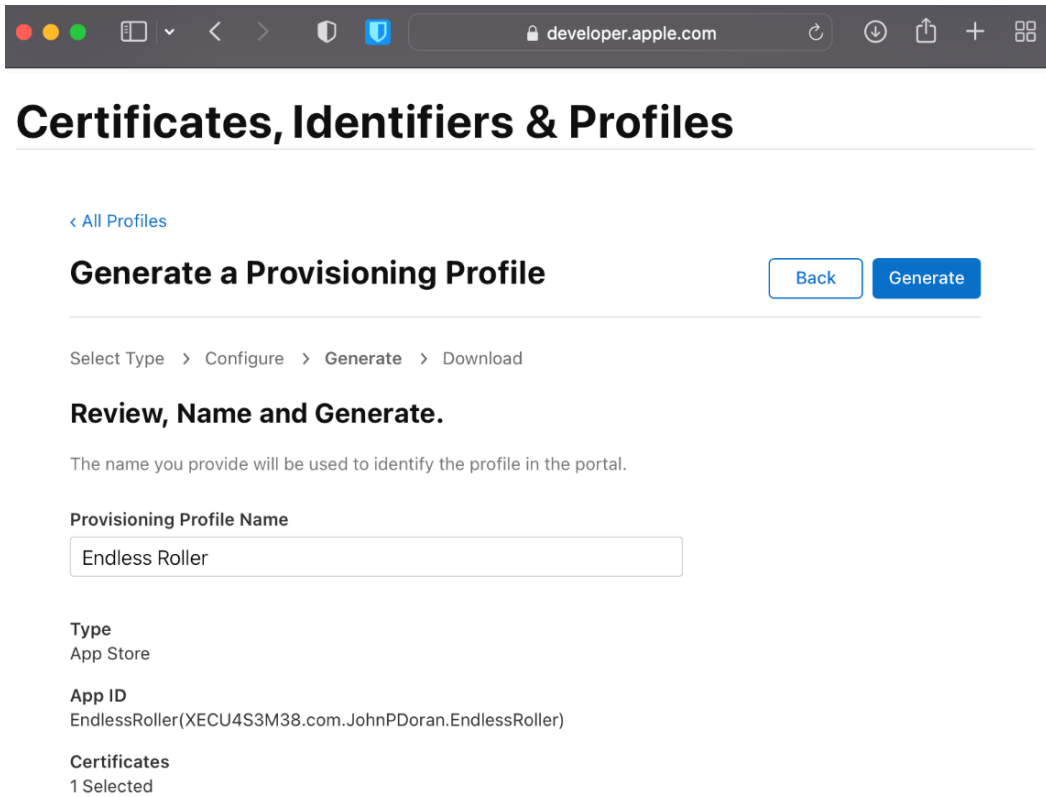 developer.apple.com
Certificates, Identifiers & Profiles
‹ All Profiles
Generate a Provisioning Profile
Back
Generate
Select Type > Configure > Generate > Download
Review, Name and Generate.
The name you provide will be used to identify the profile in the portal.
Provisioning Profile Name
Endless Roller
Type
App Store
App ID
EndlessRoller(XECU4S3M38.com.JohnPDoran.EndlessRoller)
Certificates
1 Selected